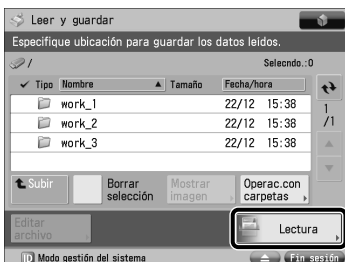 Leer y guardar
Especifique ubicación para guardar los datos leídos.
/ Selecndo.:0
✓ Tipo Nombre ▲ Tamaño Fecha/hora
work_1 22/12 15:38
work_2 22/12 15:38
work_3 22/12 15:38
1
/1
Subir Borrar selección Mostrar imagen Operac.con carpetas
Editar archivo Lectura
ID Modo gestión del sistema Fin sesión